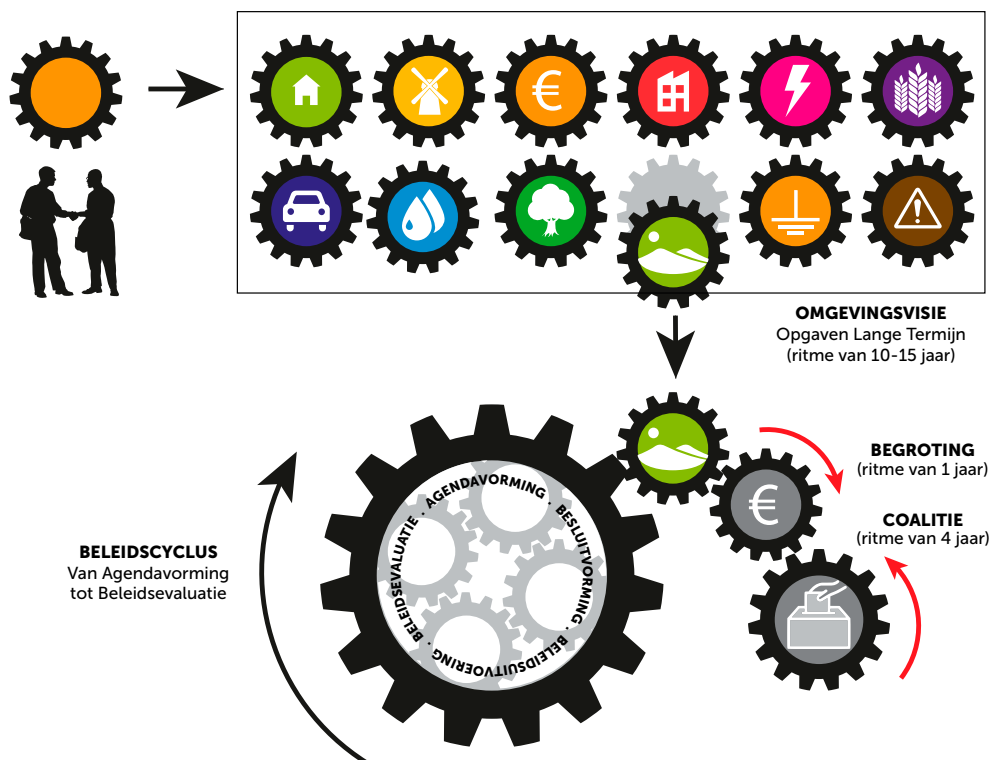 €
OMGEVINGSVISIE
Opgaven Lange Termijn
(ritme van 10-15 jaar)
BEGROTING
(ritme van 1 jaar)
€
COALITIE
(ritme van 4 jaar)
BELEIDSCYCLUS
Van Agendavorming
tot Beleidsevaluatie
AGENDAVORMING . BESLUITVORMING . BELEIDSUITVOERING . BELEIDSEVALUATIE .